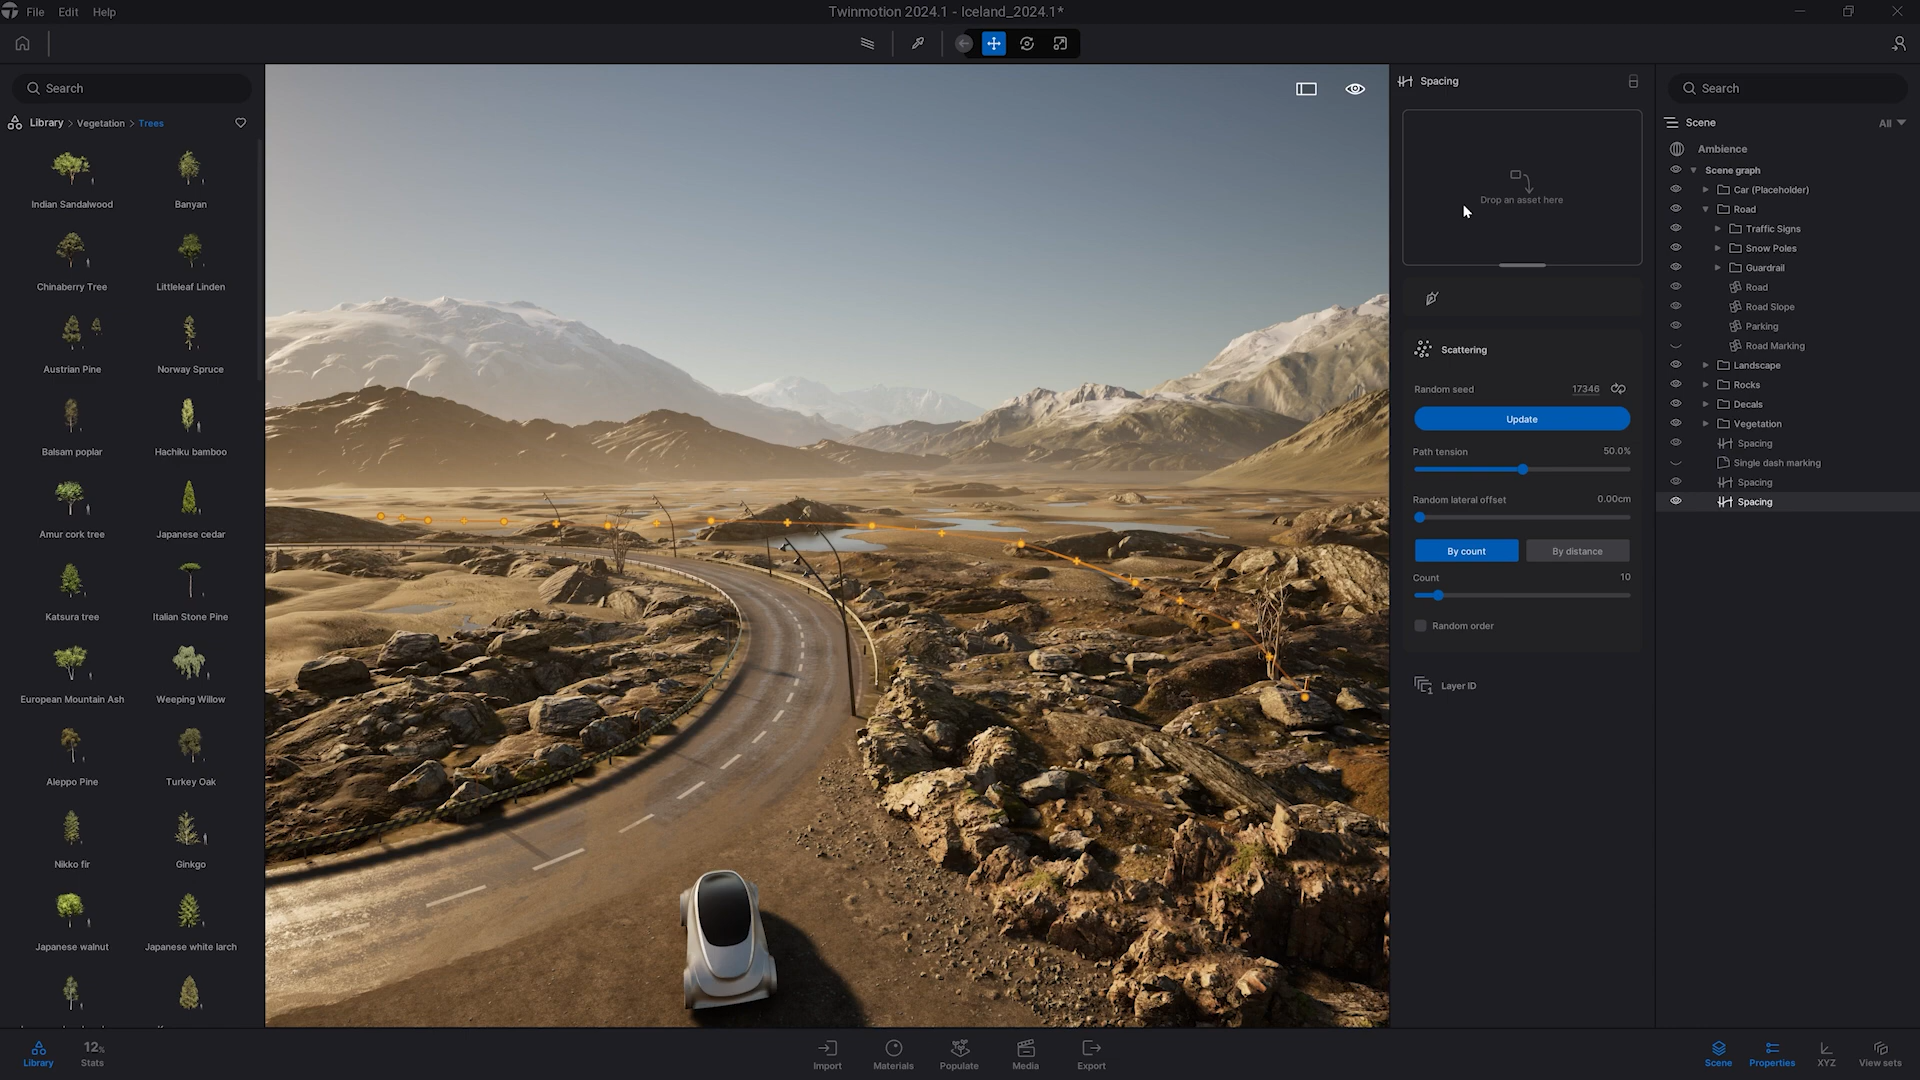 File Edit Help
Twinmotion 2024.1 - Iceland_2024.1*
Search
Library > Vegetation > Trees
Indian Sandalwood
Banyan
Chinaberry Tree
Littleleaf Linden
Austrian Pine
Norway Spruce
Balsam poplar
Hachiku bamboo
Amur cork tree
Japanese cedar
Katsura tree
Italian Stone Pine
European Mountain Ash
Weeping Willow
Aleppo Pine
Turkey Oak
Nikko fir
Ginkgo
Japanese walnut
Japanese white larch
Spacing
Drop an asset here
Scattering
Random seed 17346
Update
Path tension 50.0%
Random lateral offset 0.00cm
By count By distance
Count 10
Random order
Layer ID
Search
Scene All
Ambience
Scene graph
Car (Placeholder)
Road
Traffic Signs
Snow Poles
Guardrail
Road
Road Slope
Parking
Road Marking
Landscape
Rocks
Decals
Vegetation
Spacing
Single dash marking
Spacing
Spacing
Library
12%
Stats
Import
Materials
Populate
Media
Export
Scene
Properties
XYZ
View sets